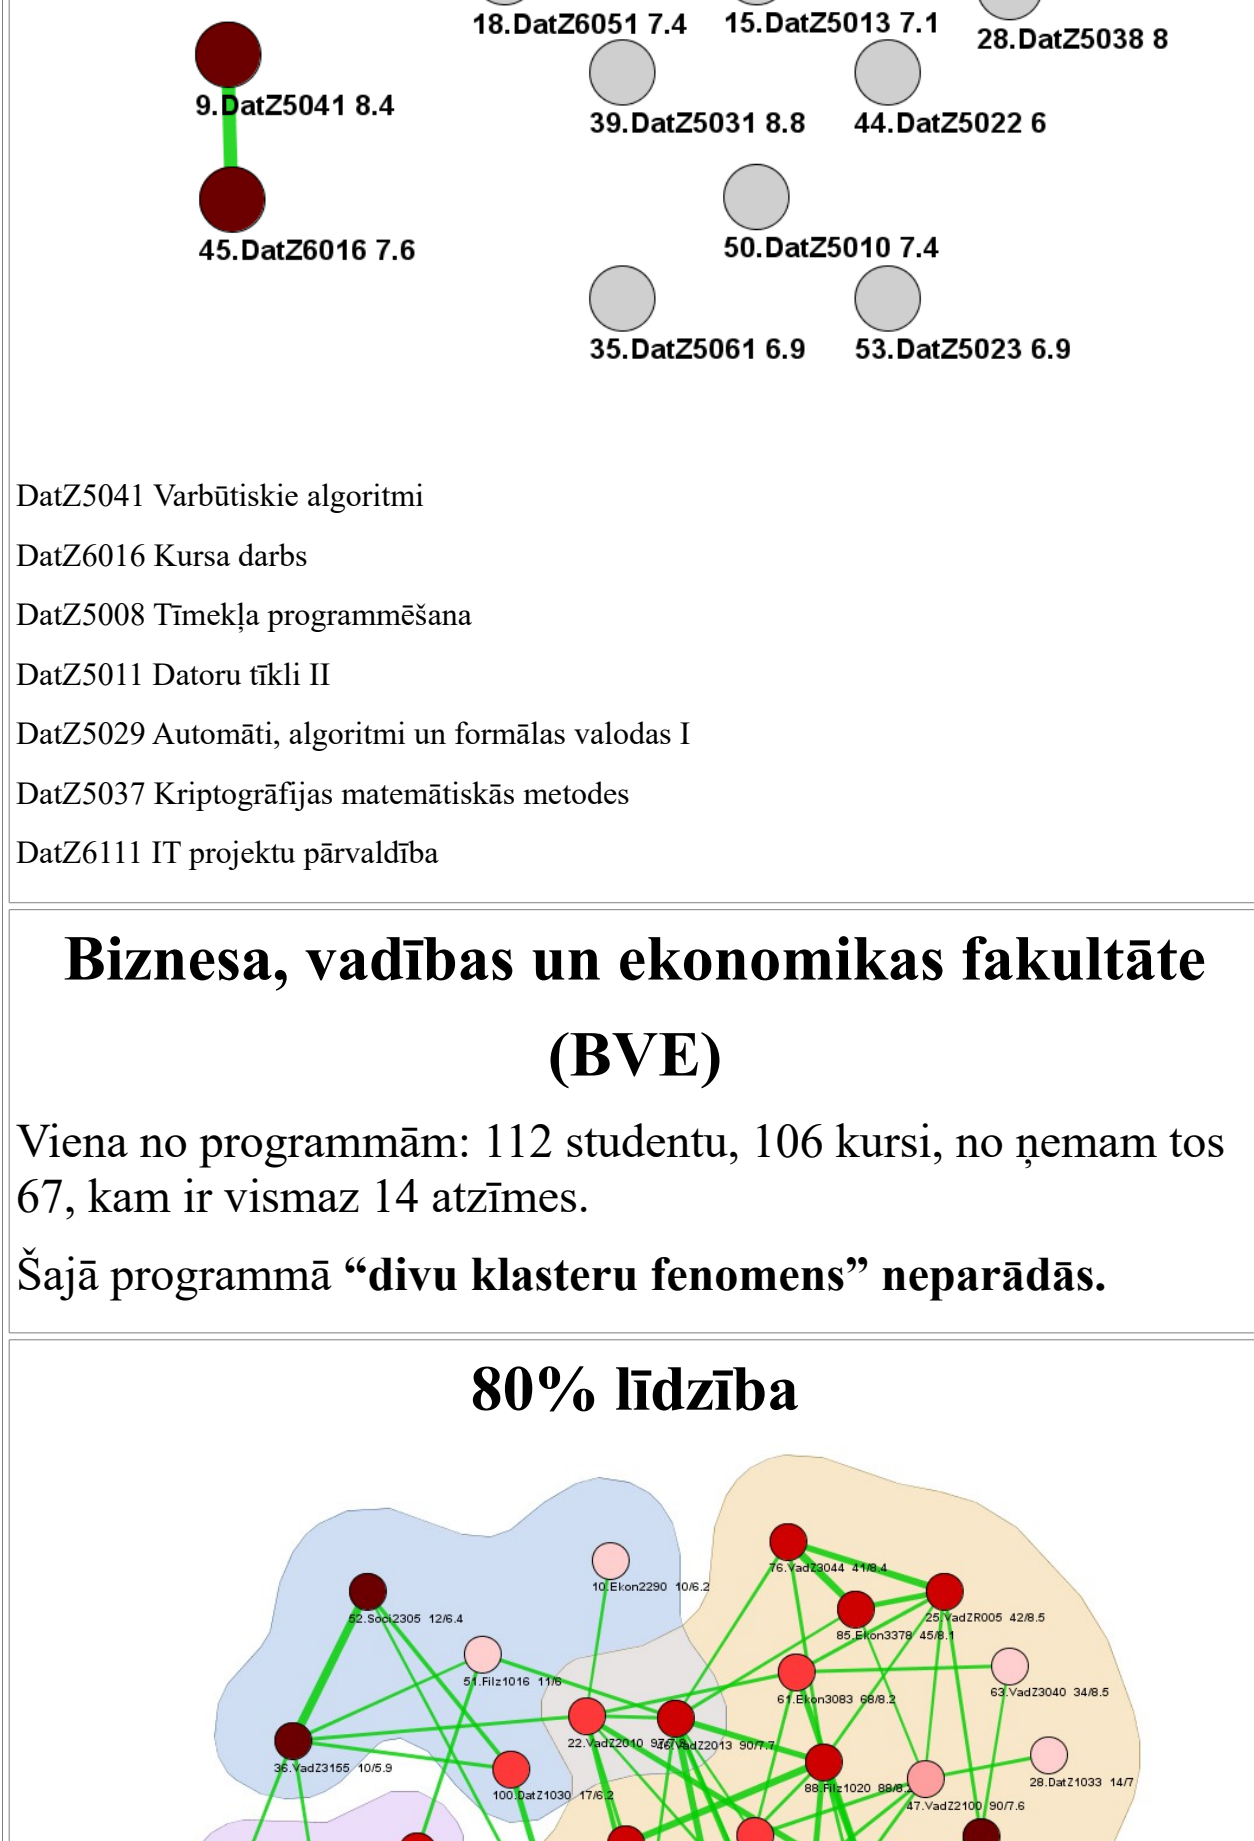 18.DatZ6051 7.4
15.DatZ5013 7.1
28.DatZ5038 8
9.DatZ5041 8.4
39.DatZ5031 8.8
44.DatZ5022 6
45.DatZ6016 7.6
50.DatZ5010 7.4
35.DatZ5061 6.9
53.DatZ5023 6.9
DatZ5041 Varbūtiskie algoritmi
DatZ6016 Kursa darbs
DatZ5008 Tīmekļa programmēšana
DatZ5011 Datoru tīkli II
DatZ5029 Automāti, algoritmi un formālas valodas I
DatZ5037 Kriptogrāfijas matemātiskās metodes
DatZ6111 IT projektu pārvaldība
Biznesa, vadības un ekonomikas fakultāte
(BVE)
Viena no programmām: 112 studentu, 106 kursi, no ņemam tos
67, kam ir vismaz 14 atzīmes.
Šajā programmā “divu klasteru fenomens” neparādās.
80% līdzība
76.VadZ3044 41/8.4
10.Ekon2290 10/6.2
52.Soci2305 12/6.4
25.VadZR005 42/8.5
85.Ekon3378 45/8.1
51.Filz1016 11/6
63.VadZ3040 34/8.5
61.Ekon3083 68/8.2
22.VadZ2010
VadZ2013 90/7.7
36.VadZ3155 10/5.9
28.DatZ1033 14/7
100.DatZ1030 17/6.2
88.Filz1020
47.VadZ2100 90/7.6